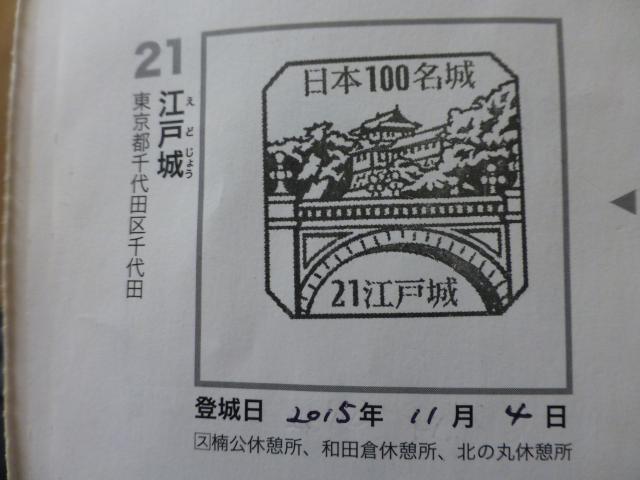 21
江戸城
えどじょう
東京都千代田区千代田
日本100名城
21江戸城
登城日 2015年 11月 4日
ス楠公休憩所、和田倉休憩所、北の丸休憩所